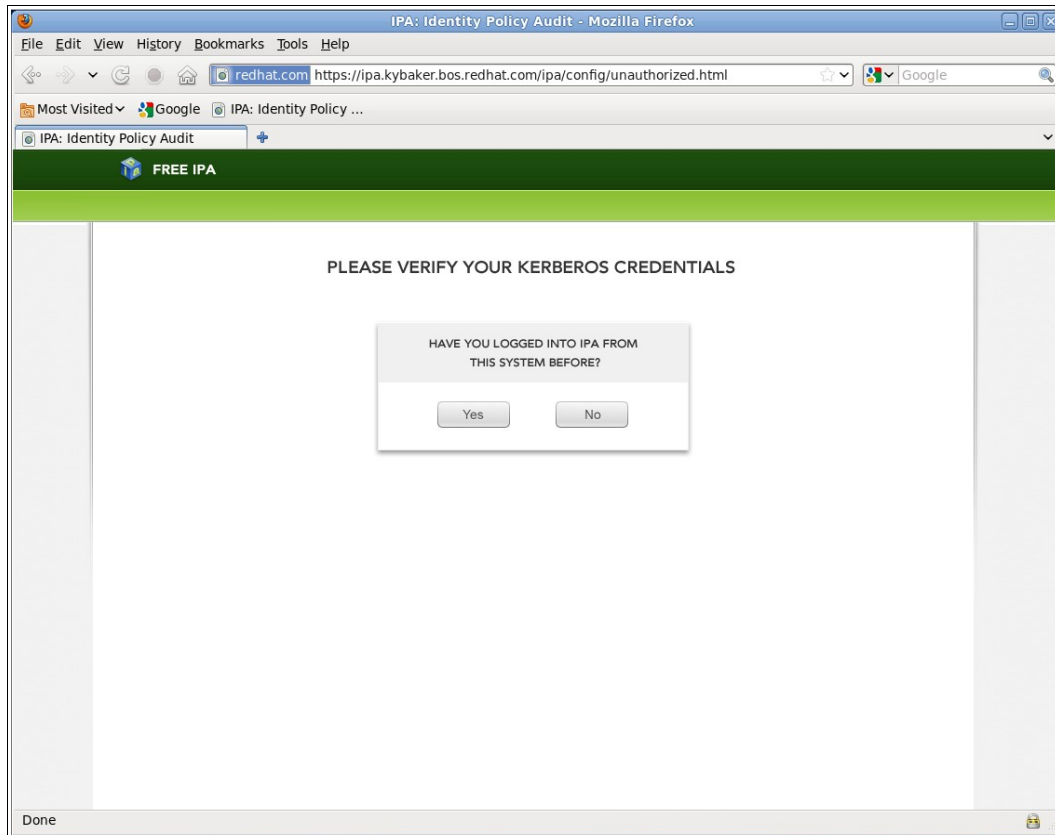 IPA: Identity Policy Audit - Mozilla Firefox
File Edit View History Bookmarks Tools Help
redhat.com https://ipa.kybaker.bos.redhat.com/ipa/config/unauthorized.html Google
Most Visited Google IPA: Identity Policy ...
IPA: Identity Policy Audit
FREE IPA
PLEASE VERIFY YOUR KERBEROS CREDENTIALS
HAVE YOU LOGGED INTO IPA FROM
THIS SYSTEM BEFORE?
Yes No
Done